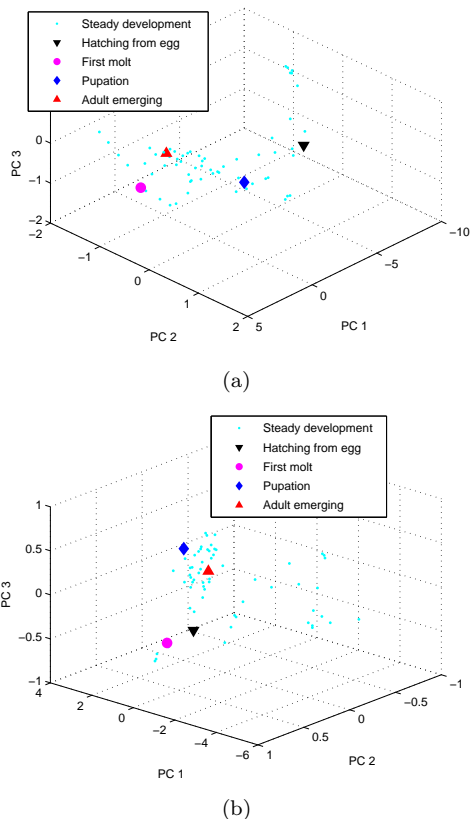 Steady development
Hatching from egg
First molt
Pupation
Adult emerging
0
−1
−2
PC 3
−2
−1
0
1
2
PC 2
5
0
−5
−10
PC 1
(a)
Steady development
Hatching from egg
First molt
Pupation
Adult emerging
1
0.5
0
−0.5
−1
PC 3
4
2
0
−2
−4
−6
PC 1
1
0.5
0
−0.5
−1
PC 2
(b)